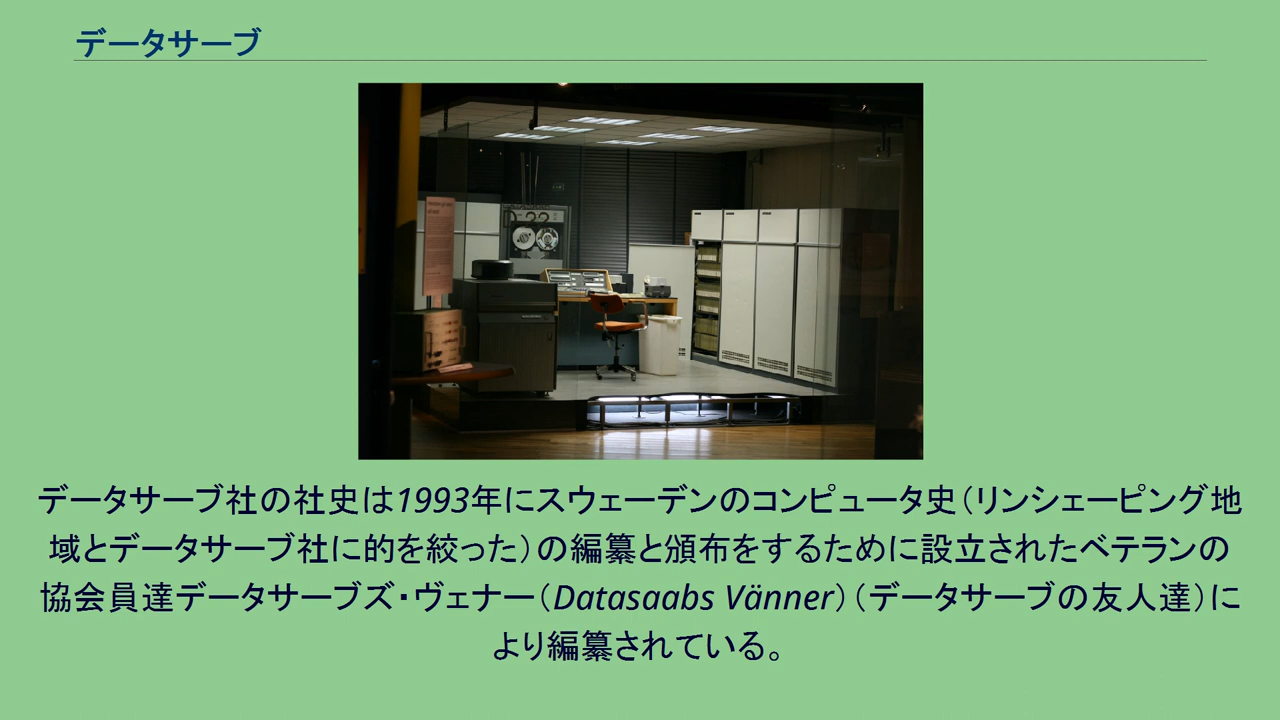 データサーブ
データサーブ社の社史は1993年にスウェーデンのコンピュータ史（リンシェーピング地
域とデータサーブ社に的を絞った）の編纂と頒布をするために設立されたベテランの
協会員達データサーブズ・ヴェナー（Datasaabs Vänner）（データサーブの友人達）に
より編纂されている。